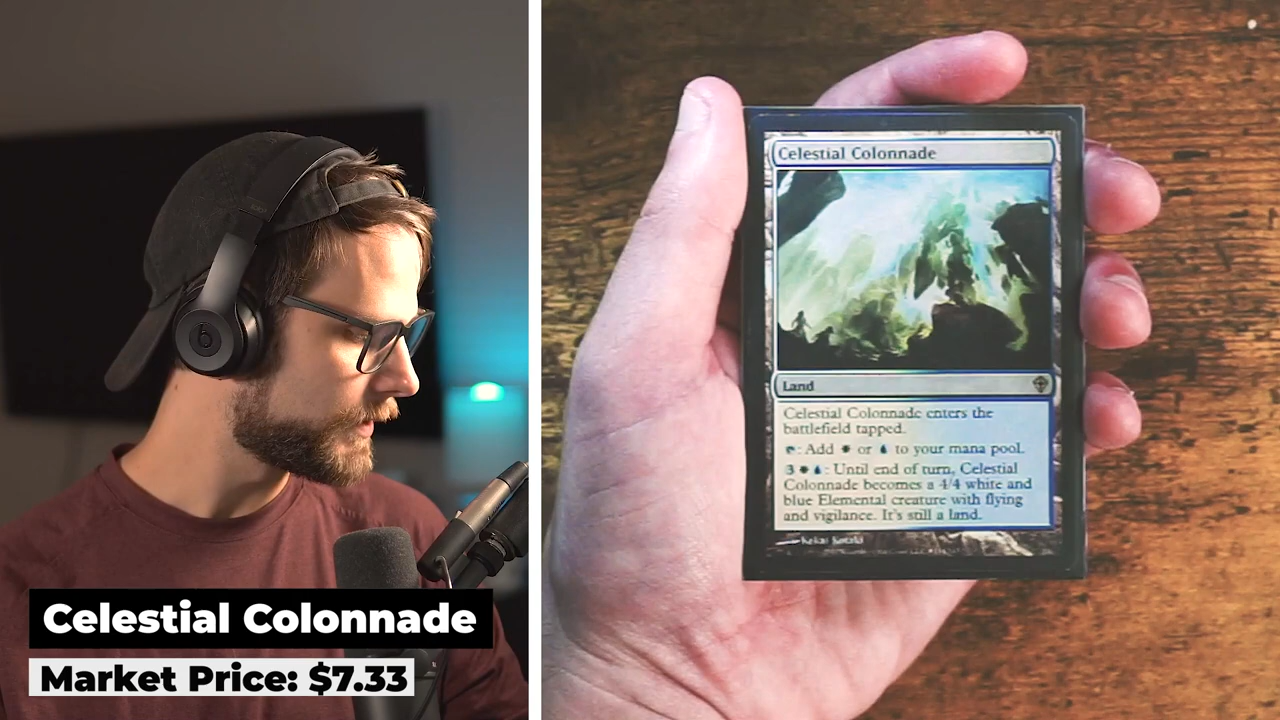 Celestial Colonnade
Market Price: $7.33
Celestial Colonnade
Land
Celestial Colonnade enters the
battlefield tapped.
: Add or to your mana pool.
3 : Until end of turn, Celestial
Colonnade becomes a 4/4 white and
blue Elemental creature with flying
and vigilance. It's still a land.